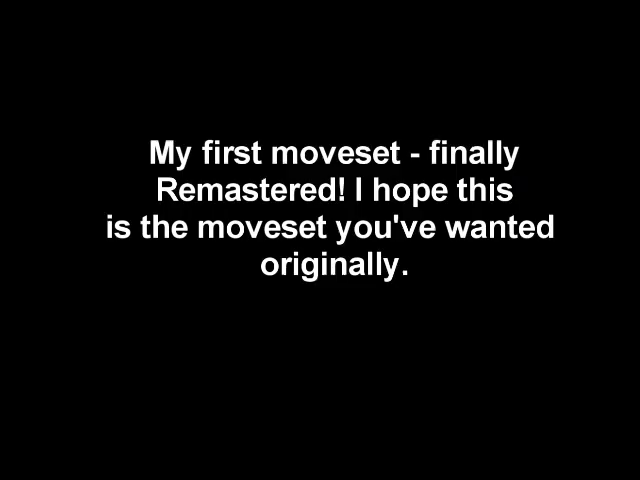 My first moveset - finally
Remastered! I hope this
is the moveset you've wanted
originally.